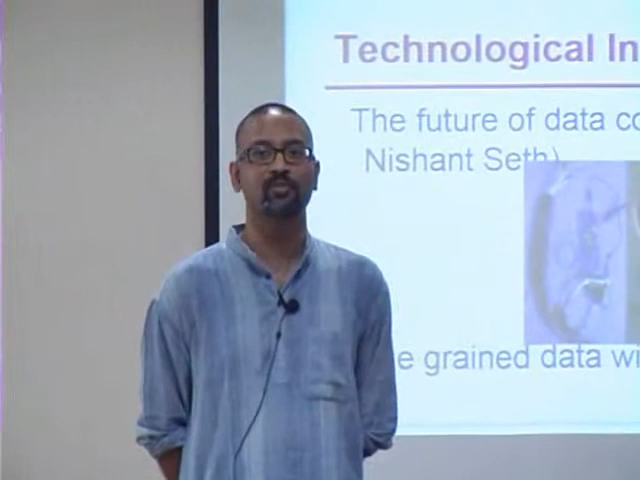 Technological In
The future of data co
Nishant Seth)
e grained data wi